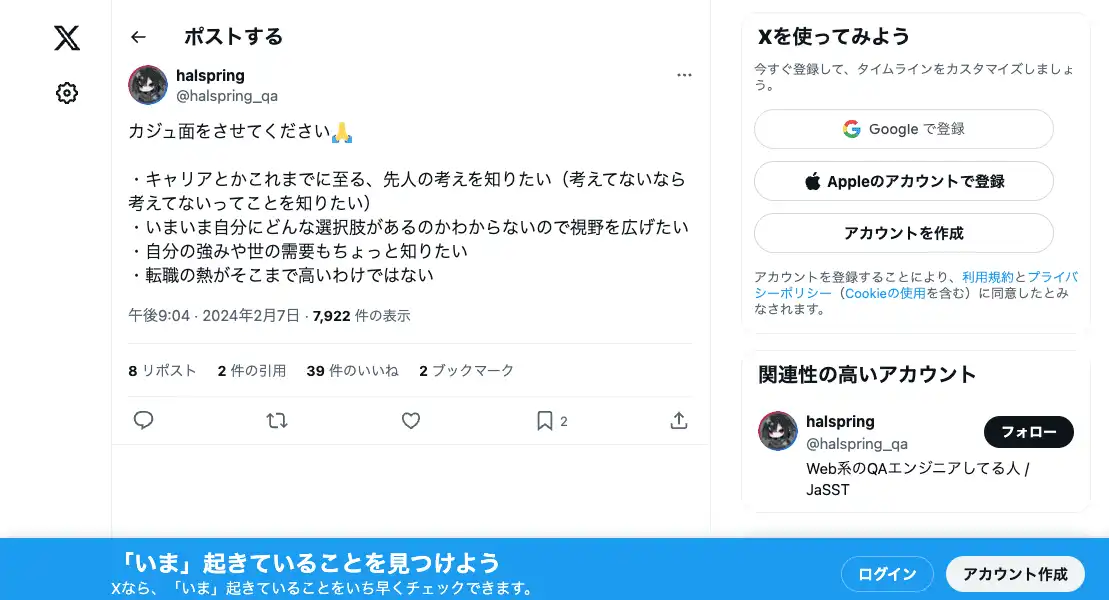 ポストする
halspring
@halspring_qa
カジュ面をさせてください🙏
・キャリアとかこれまでに至る、先人の考えを知りたい（考えてないなら
考えてないってことを知りたい）
・いまいま自分にどんな選択肢があるのかわからないので視野を広げたい
・自分の強みや世の需要もちょっと知りたい
・転職の熱がそこまで高いわけではない
午後9:04 · 2024年2月7日 · 7,922 件の表示
8 リポスト 2 件の引用 39 件のいいね 2 ブックマーク
2
Xを使ってみよう
今すぐ登録して、タイムラインをカスタマイズしましょ
う。
Google で登録
Appleのアカウントで登録
アカウントを作成
アカウントを登録することにより、利用規約とプライバ
シーポリシー（Cookieの使用を含む）に同意したとみ
なされます。
関連性の高いアカウント
halspring
@halspring_qa
フォロー
Web系のQAエンジニアしてる人 /
JaSST
「いま」起きていることを見つけよう
Xなら、「いま」起きていることをいち早くチェックできます。
ログイン
アカウント作成